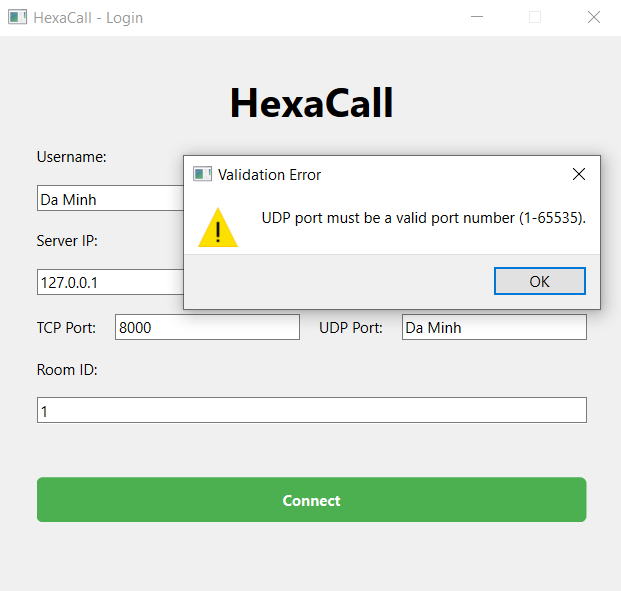 HexaCall - Login
HexaCall
Username:
Da Minh
Validation Error
UDP port must be a valid port number (1-65535).
OK
Server IP:
127.0.0.1
TCP Port: 8000 UDP Port: Da Minh
Room ID:
1
Connect